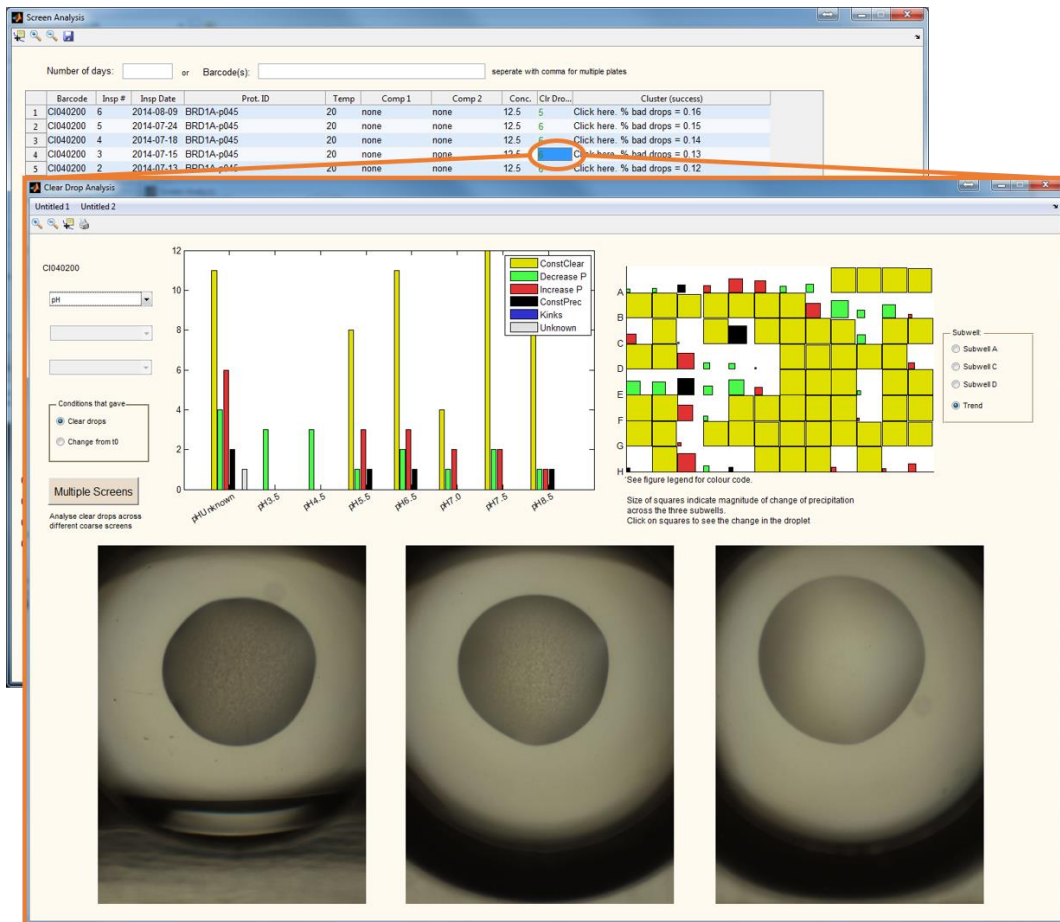 Screen Analysis
Number of days: or Barcode(s): seperate with comma for multiple plates
Barcode Insp # Insp Date Prot. ID Temp Comp 1 Comp 2 Conc. Clr Dro... Cluster (success)
1 CI040200 6 2014-08-09 BRD1A-p045 20 none none 12.5 5 Click here. % bad drops = 0.16
2 CI040200 5 2014-07-24 BRD1A-p045 20 none none 12.5 6 Click here. % bad drops = 0.15
3 CI040200 4 2014-07-18 BRD1A-p045 20 none none 12.5 Click here. % bad drops = 0.14
4 CI040200 3 2014-07-15 BRD1A-p045 20 none none 12.5 Click here. % bad drops = 0.13
5 CI040200 2 2014-07-13 BRD1A-p045 20 none none 12.5 Click here. % bad drops = 0.12
Clear Drop Analysis
Untitled 1 Untitled 2
CI040200
pH
Conditions that gave
Clear drops
Change from t0
Multiple Screens
Analyse clear drops across
different coarse screens
12
10
8
6
4
2
0
pHUnknown pH3.5 pH4.5 pH5.5 pH6.5 pH7.0 pH7.5 pH8.5
ConstClear
Decrease P
Increase P
ConstPrec
Kinks
Unknown
A
B
C
D
E
F
G
H
See figure legend for colour code.
Size of squares indicate magnitude of change of precipitation
across the three subwells.
Click on squares to see the change in the droplet
Subwell:
Subwell A
Subwell C
Subwell D
Trend